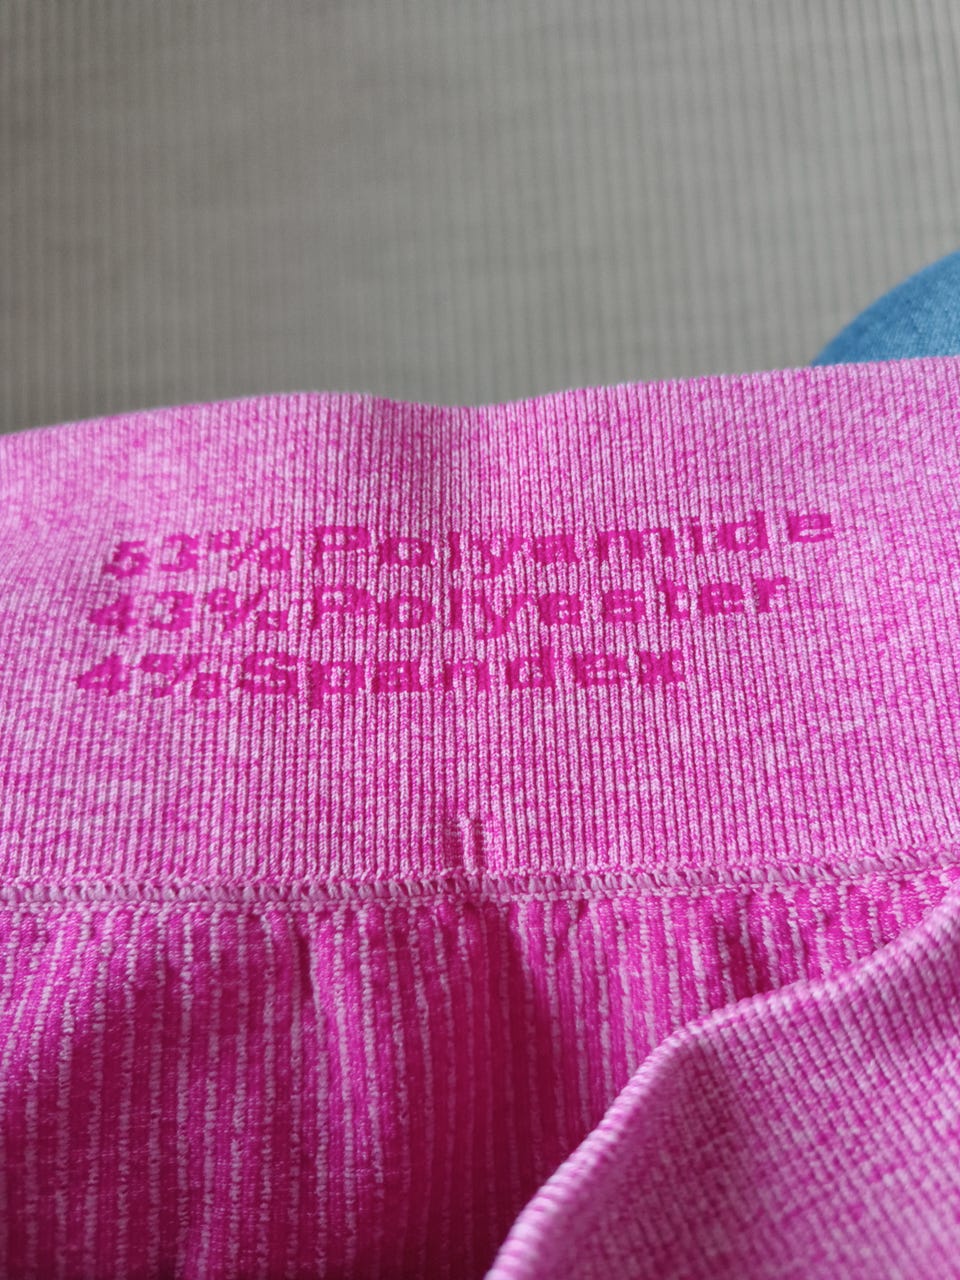 53% Polyamide
43% Polyester
4% Spandex